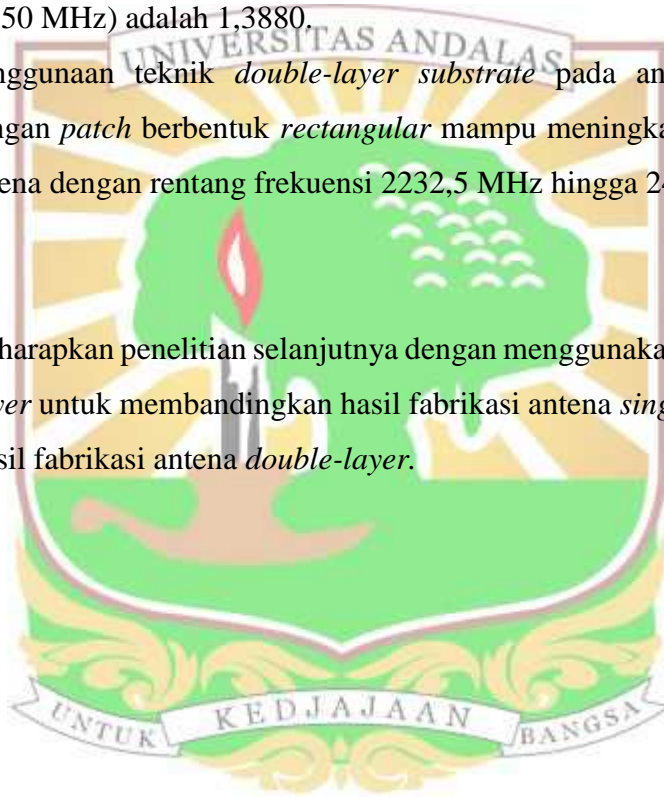 50 MHz) adalah 1,3880.
UNIVERSITAS ANDALAS
nggunaan teknik double-layer substrate pada an
ngan patch berbentuk rectangular mampu meningka
ena dengan rentang frekuensi 2232,5 MHz hingga 24
harapkan penelitian selanjutnya dengan menggunaka
yer untuk membandingkan hasil fabrikasi antena sing
sil fabrikasi antena double-layer.
UNTUK KEDJAJAAN BANGSA